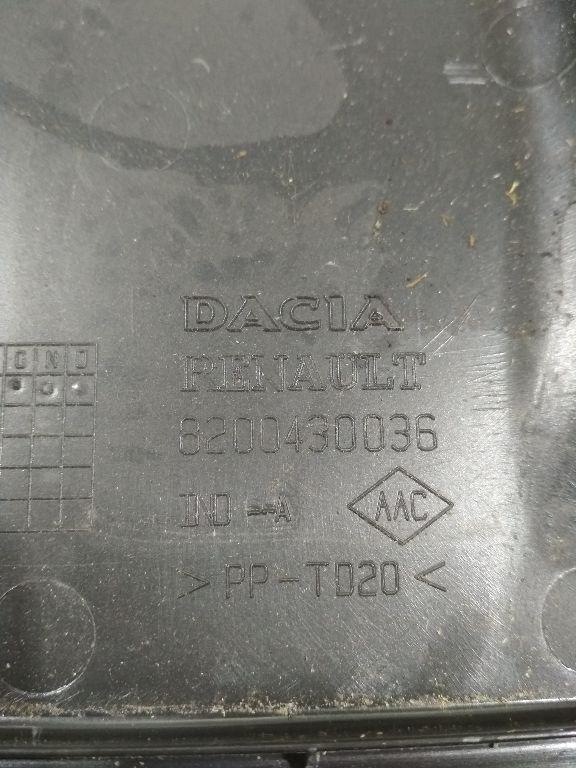 DACIA
RENAULT
O N D
8200430036
IND -A
AAC
> PP-TD20 <